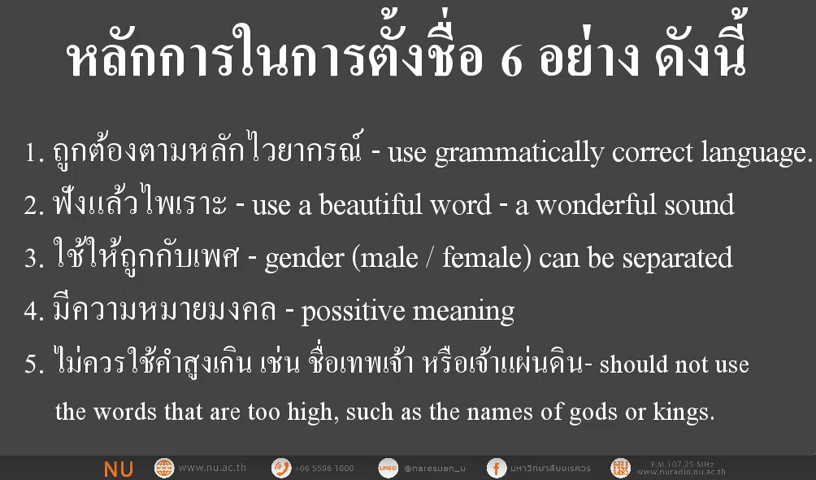 หลักการในการตั้งชื่อ 6 อย่าง ดังนี้
1. ถูกต้องตามหลักไวยากรณ์ - use grammatically correct language.
2. ฟังแล้วไพเราะ - use a beautiful word - a wonderful sound
3. ใช้ให้ถูกกับเพศ - gender (male / female) can be separated
4. มีความหมายมงคล - possitive meaning
5. ไม่ควรใช้คำสูงเกิน เช่น ชื่อเทพเจ้า หรือเจ้าแผ่นดิน- should not use
the words that are too high, such as the names of gods or kings.
NU www.nu.ac.th +66 5596 1000 LINE@ @naresuan_u มหาวิทยาลัยนเรศวร F.M.107.25 MHz
www.nuradio.nu.ac.th